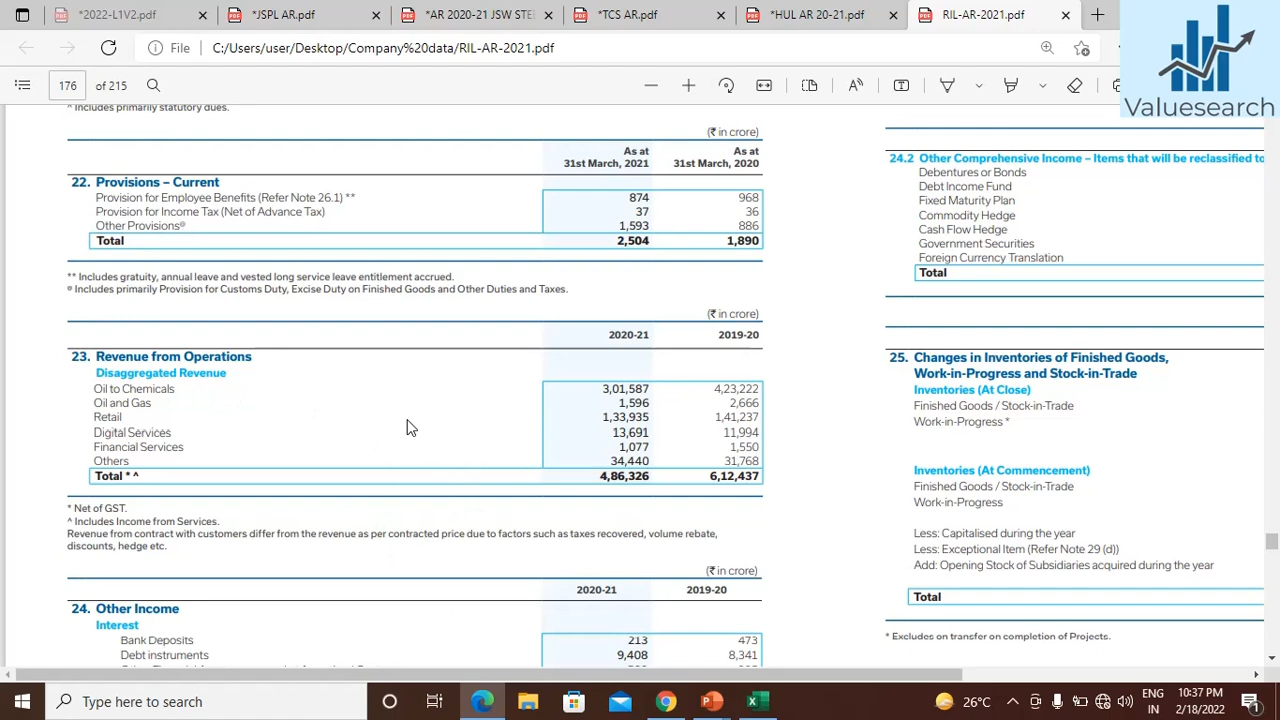 *2022-L1V2.pdf
*JSPL AR.pdf
*AR 2020-21 JSW STE
*TCS AR.pdf
*HUL AR 20-21.pdf
RIL-AR-2021.pdf
File C:/Users/user/Desktop/Company%20data/RIL-AR-2021.pdf
176 of 215
Valuesearch
^ Includes primarily statutory dues.
(₹ in crore)
As at 31st March, 2021
As at 31st March, 2020
22. Provisions – Current
Provision for Employee Benefits (Refer Note 26.1) ** 874 968
Provision for Income Tax (Net of Advance Tax) 37 36
Other Provisions@ 1,593 886
Total 2,504 1,890
** Includes gratuity, annual leave and vested long service leave entitlement accrued.
@ Includes primarily Provision for Customs Duty, Excise Duty on Finished Goods and Other Duties and Taxes.
(₹ in crore)
2020-21 2019-20
23. Revenue from Operations
Disaggregated Revenue
Oil to Chemicals 3,01,587 4,23,222
Oil and Gas 1,596 2,666
Retail 1,33,935 1,41,237
Digital Services 13,691 11,994
Financial Services 1,077 1,550
Others 34,440 31,768
Total * ^ 4,86,326 6,12,437
* Net of GST.
^ Includes Income from Services.
Revenue from contract with customers differ from the revenue as per contracted price due to factors such as taxes recovered, volume rebate,
discounts, hedge etc.
(₹ in crore)
2020-21 2019-20
24. Other Income
Interest
Bank Deposits 213 473
Debt instruments 9,408 8,341
24.2 Other Comprehensive Income – Items that will be reclassified to
Debentures or Bonds
Debt Income Fund
Fixed Maturity Plan
Commodity Hedge
Cash Flow Hedge
Government Securities
Foreign Currency Translation
Total
25. Changes in Inventories of Finished Goods,
Work-in-Progress and Stock-in-Trade
Inventories (At Close)
Finished Goods / Stock-in-Trade
Work-in-Progress *
Inventories (At Commencement)
Finished Goods / Stock-in-Trade
Work-in-Progress
Less: Capitalised during the year
Less: Exceptional Item (Refer Note 29 (d))
Add: Opening Stock of Subsidiaries acquired during the year
Total
* Excludes on transfer on completion of Projects.
Type here to search
26°C
ENG
IN
10:37 PM
2/18/2022